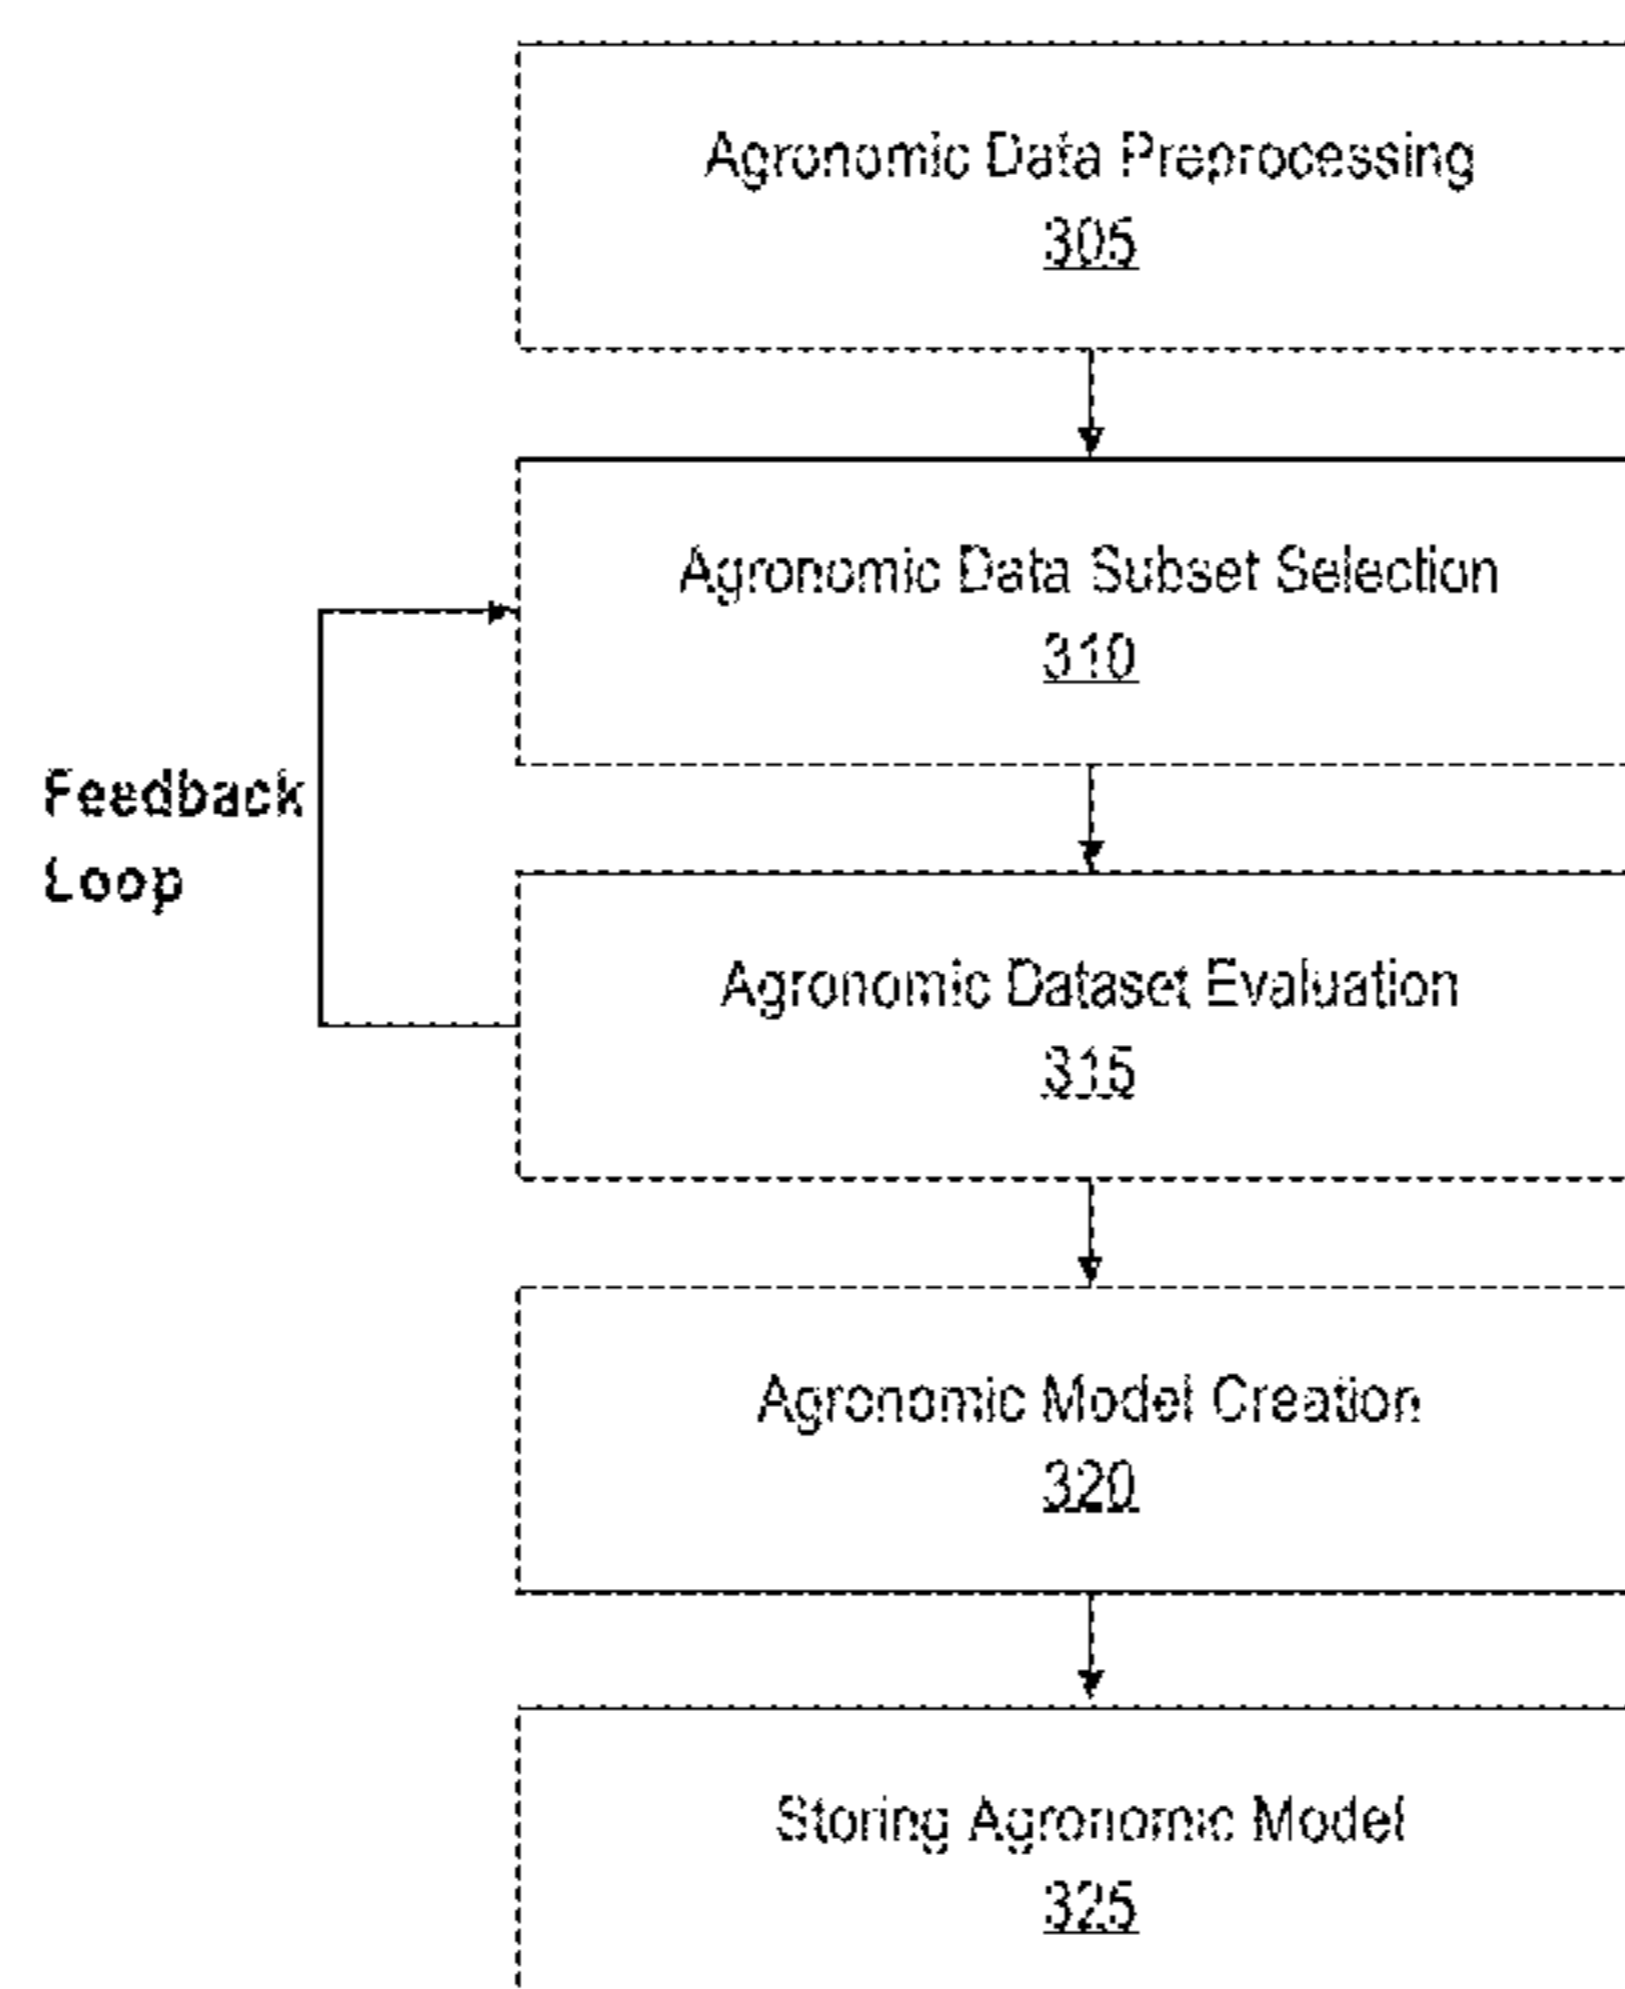 Agronomic Data Preprocessing
305
Agronomic Data Subset Selection
310
Feedback
Loop
Agronomic Dataset Evaluation
315
Agronomic Model Creation
320
Storing Agronomic Model
325